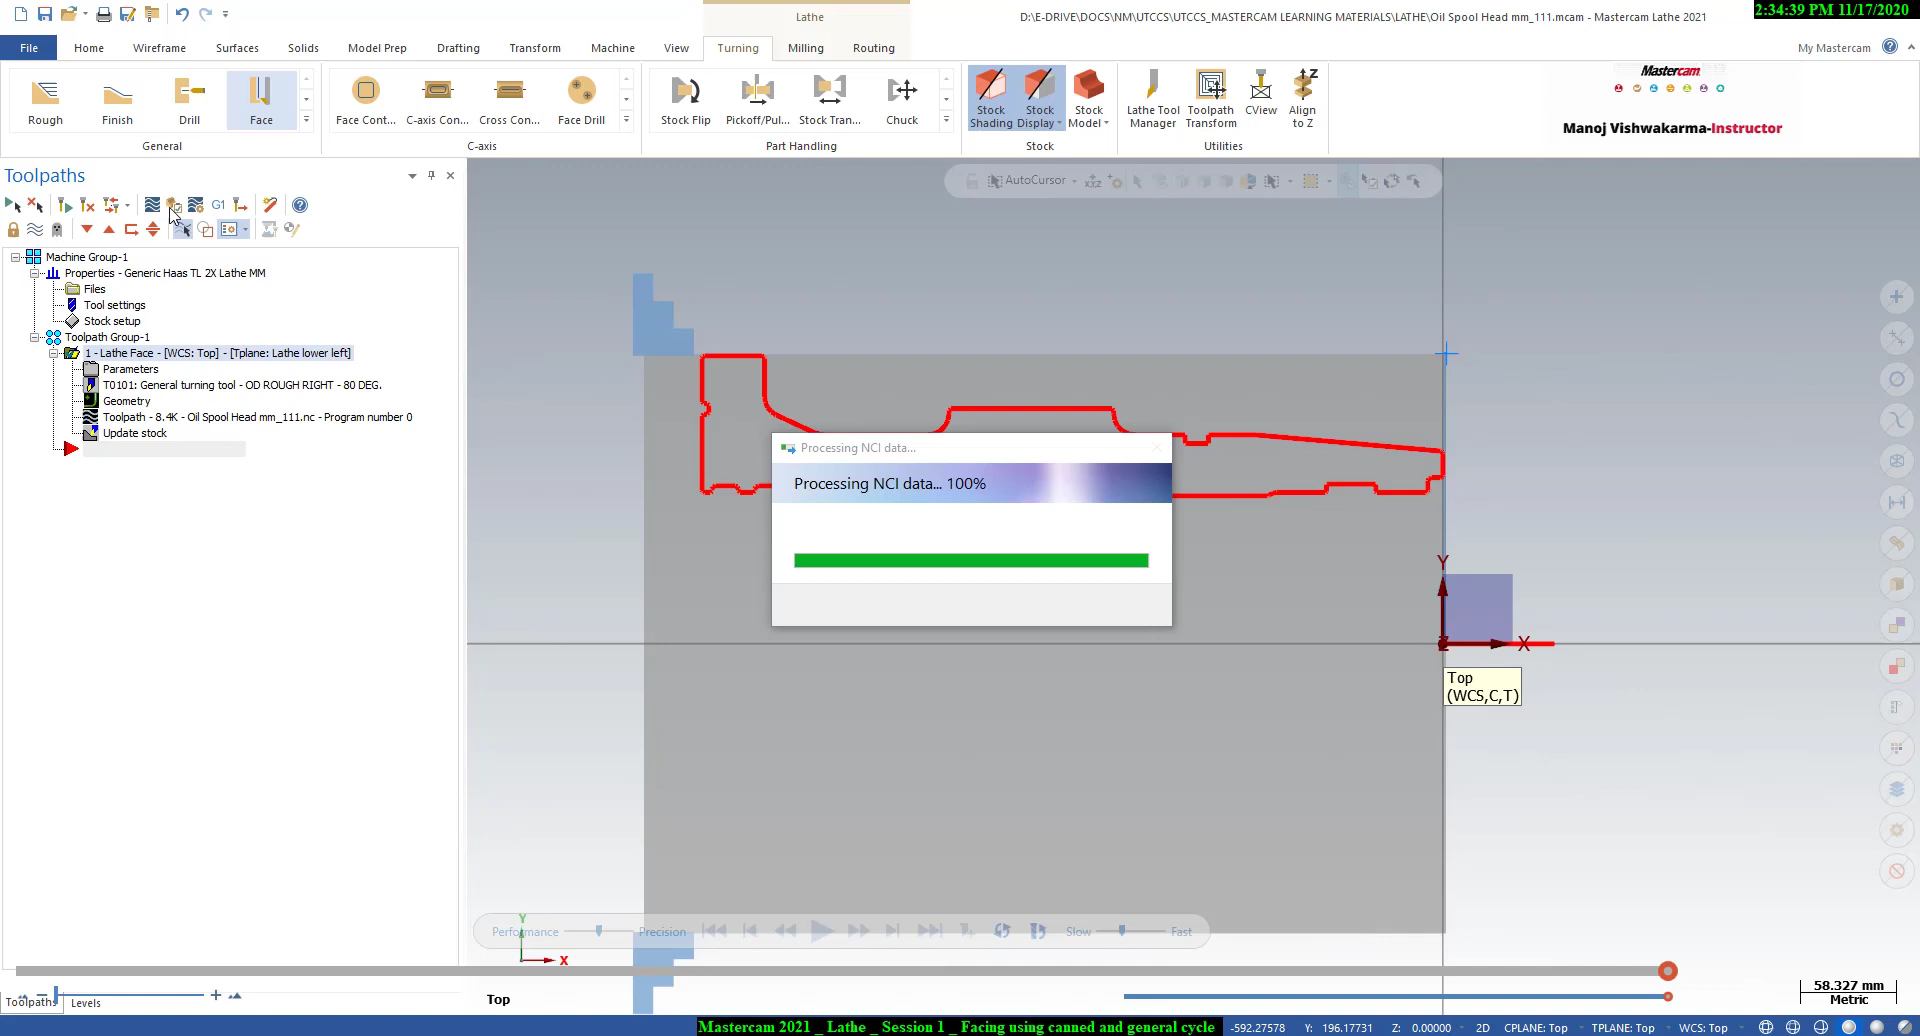 2:34:39 PM 11/17/2020
Lathe
D:\E-DRIVE\DOCS\NM\UTCCS\UTCCS_MASTERCAM LEARNING MATERIALS\LATHE\Oil Spool Head mm_111.mcam - Mastercam Lathe 2021
File Home Wireframe Surfaces Solids Model Prep Drafting Transform Machine View Turning Milling Routing My Mastercam
Rough Finish Drill Face Face Cont... C-axis Con... Cross Con... Face Drill Stock Flip Pickoff/Pul... Stock Tran... Chuck
Stock Shading
Stock Display
Stock Model
Lathe Tool Manager
Toolpath Transform
CView
Align to Z
General C-axis Part Handling Stock Utilities
Mastercam
Manoj Vishwakarma-Instructor
Toolpaths
G1
AutoCursor
Machine Group-1
Properties - Generic Haas TL 2X Lathe MM
Files
Tool settings
Stock setup
Toolpath Group-1
1 - Lathe Face - [WCS: Top] - [Tplane: Lathe lower left]
Parameters
T0101: General turning tool - OD ROUGH RIGHT - 80 DEG.
Geometry
Toolpath - 8.4K - Oil Spool Head mm_111.nc - Program number 0
Update stock
Processing NCI data...
Processing NCI data... 100%
Y
Z
X
Top
(WCS,C,T)
Performance Precision Slow Fast
Y
X
Top
58.327 mm
Metric
Toolpaths Levels
Mastercam 2021 _ Lathe _ Session 1 _ Facing using canned and general cycle
-592.27578 Y: 196.17731 Z: 0.00000 2D CPLANE: Top TPLANE: Top WCS: Top